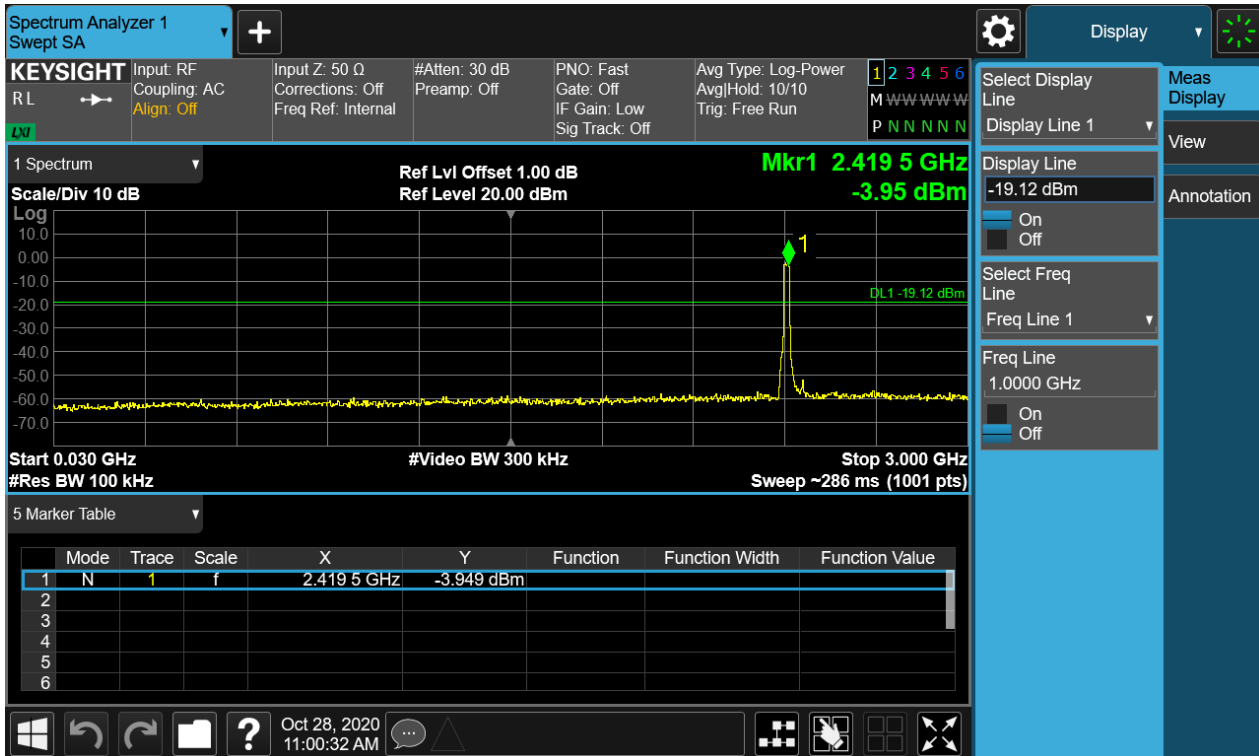 Spectrum Analyzer 1
Swept SA
Display
KEYSIGHT
R L
LXI
Input: RF
Coupling: AC
Align: Off
Input Z: 50 Ω
Corrections: Off
Freq Ref: Internal
#Atten: 30 dB
Preamp: Off
PNO: Fast
Gate: Off
IF Gain: Low
Sig Track: Off
Avg Type: Log-Power
Avg|Hold: 10/10
Trig: Free Run
1 2 3 4 5 6
M W W W W W
P N N N N N
1 Spectrum
Scale/Div 10 dB
Ref Lvl Offset 1.00 dB
Ref Level 20.00 dBm
Mkr1 2.419 5 GHz
-3.95 dBm
Log
10.0
0.00
-10.0
-20.0
-30.0
-40.0
-50.0
-60.0
-70.0
1
DL1 -19.12 dBm
Start 0.030 GHz
#Res BW 100 kHz
#Video BW 300 kHz
Stop 3.000 GHz
Sweep ~286 ms (1001 pts)
5 Marker Table
Mode Trace Scale X Y Function Function Width Function Value
1 N 1 f 2.419 5 GHz -3.949 dBm
2
3
4
5
6
Oct 28, 2020
11:00:32 AM
Select Display
Line
Display Line 1
Display Line
-19.12 dBm
On
Off
Select Freq
Line
Freq Line 1
Freq Line
1.0000 GHz
On
Off
Meas
Display
View
Annotation